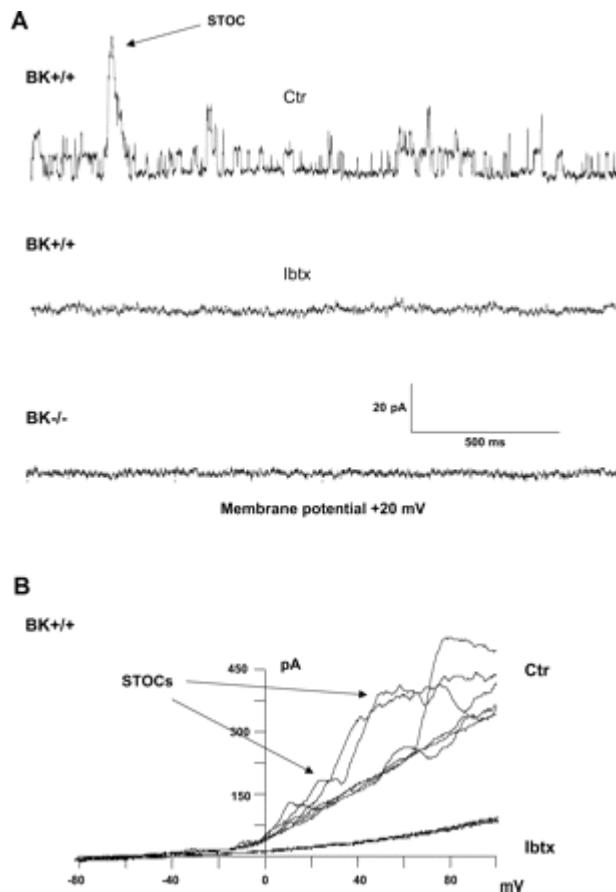 A
STOC
BK+/+
Ctr
BK+/+
Ibtx
20 pA
500 ms
BK-/-
Membrane potential +20 mV
B
BK+/+
450
pA
Ctr
STOCs
300
150
Ibtx
-80
-40
0
40
80
mV